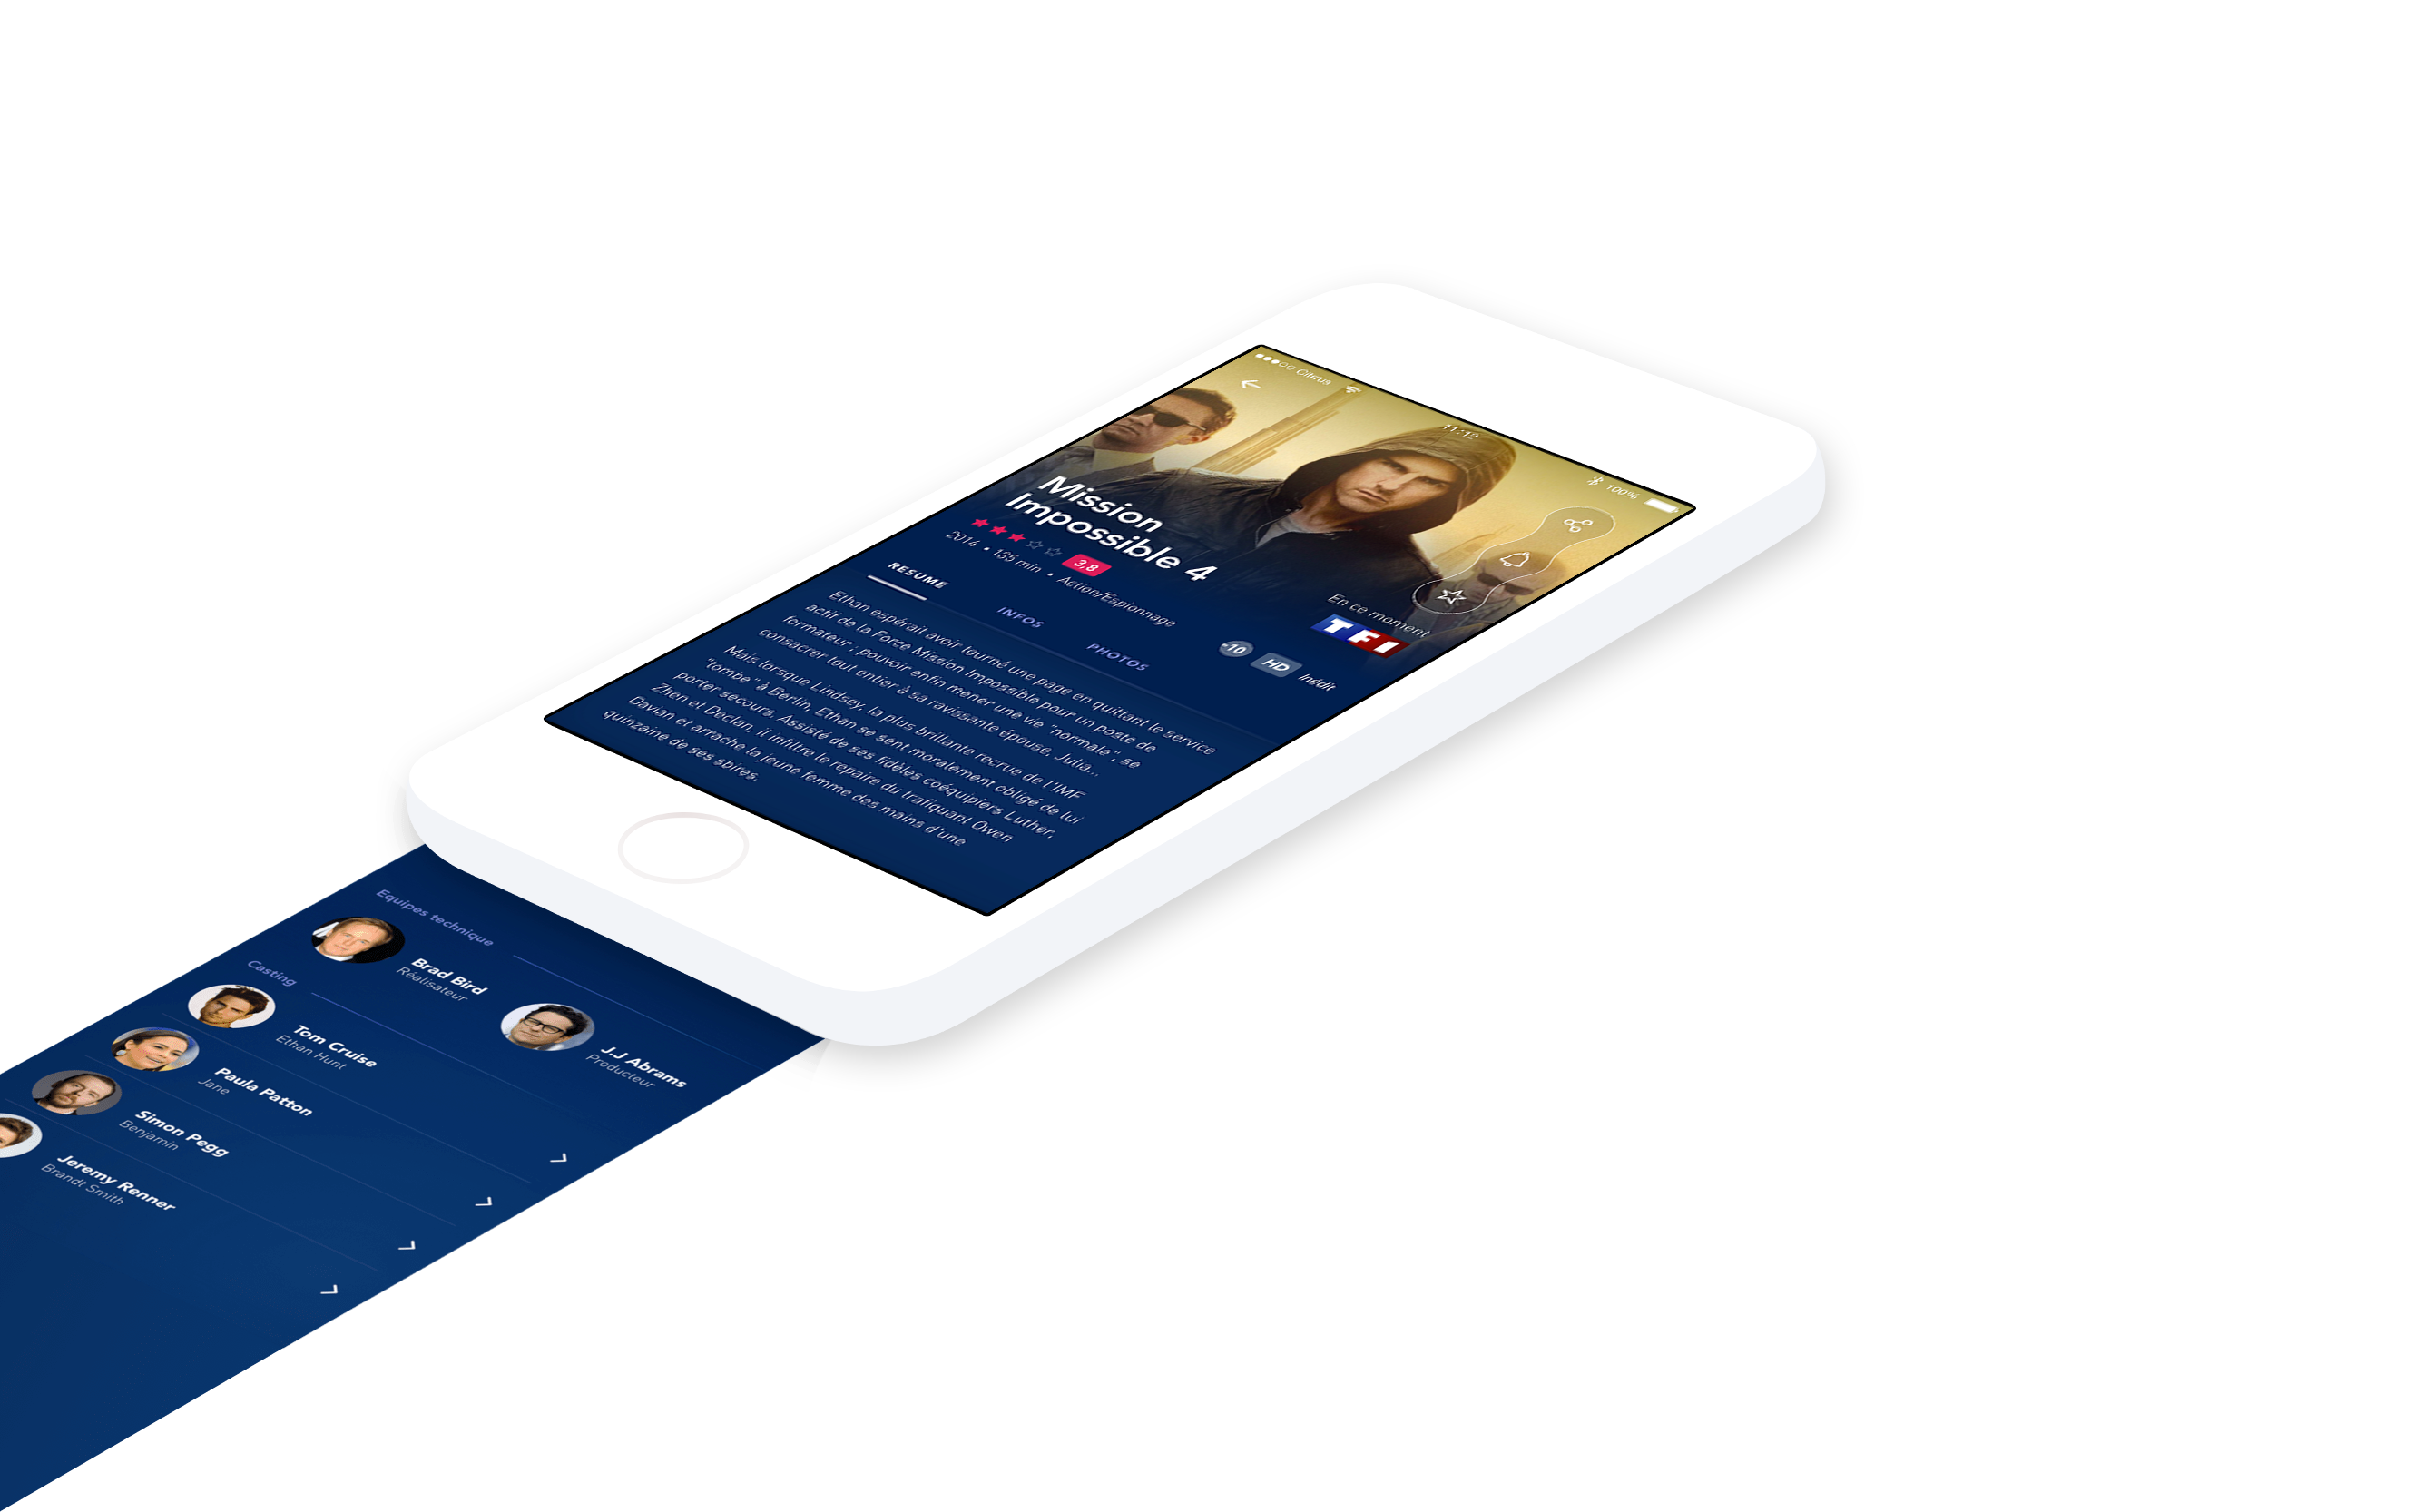 Citrus
11:12
100%
Mission
Impossible 4
3,8
2014 • 135 min • Action/Espionnage
En ce moment
TF1
-10 HD Inédit
RESUME INFOS PHOTOS
Ethan espérait avoir tourné une page en quittant le service
actif de la Force Mission Impossible pour un poste de
formateur : pouvoir enfin mener une vie "normale", se
consacrer tout entier à sa ravissante épouse, Julia...
Mais lorsque Lindsey, la plus brillante recrue de l'IMF
"tombe" à Berlin, Ethan se sent moralement obligé de lui
porter secours. Assisté de ses fidèles coéquipiers Luther,
Zhen et Declan, il infiltre le repaire du trafiquant Owen
Davian et arrache la jeune femme des mains d'une
quinzaine de ses sbires.
Equipes technique
Brad Bird
Réalisateur
J.J Abrams
Producteur
Casting
Tom Cruise
Ethan Hunt
Paula Patton
Jane
Simon Pegg
Benjamin
Jeremy Renner
Brandt Smith